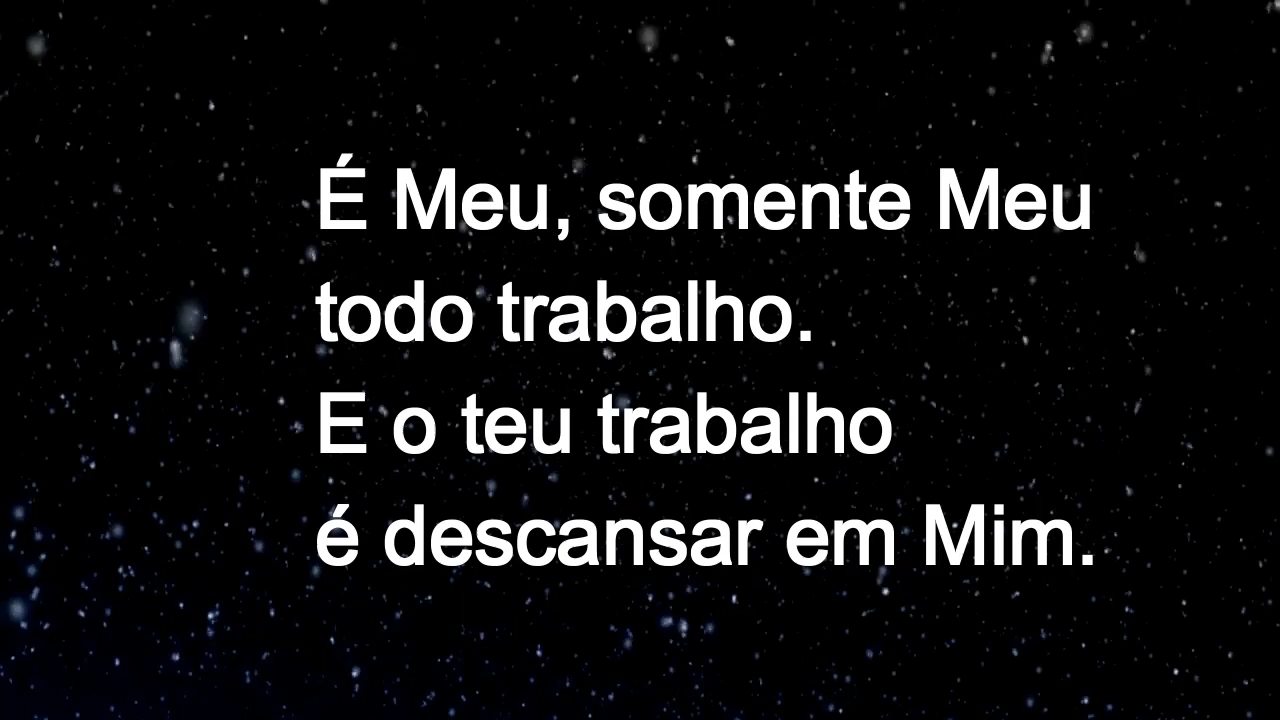 É Meu, somente Meu
todo trabalho.
E o teu trabalho
é descansar em Mim.